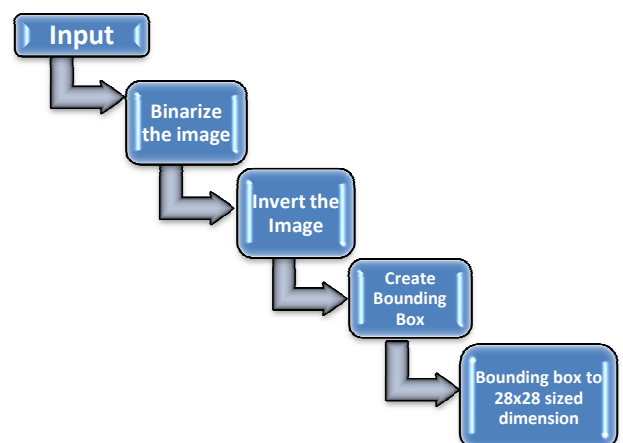 Input
Binarize
the image
Invert the
Image
Create
Bounding
Box
Bounding box to
28x28 sized
dimension